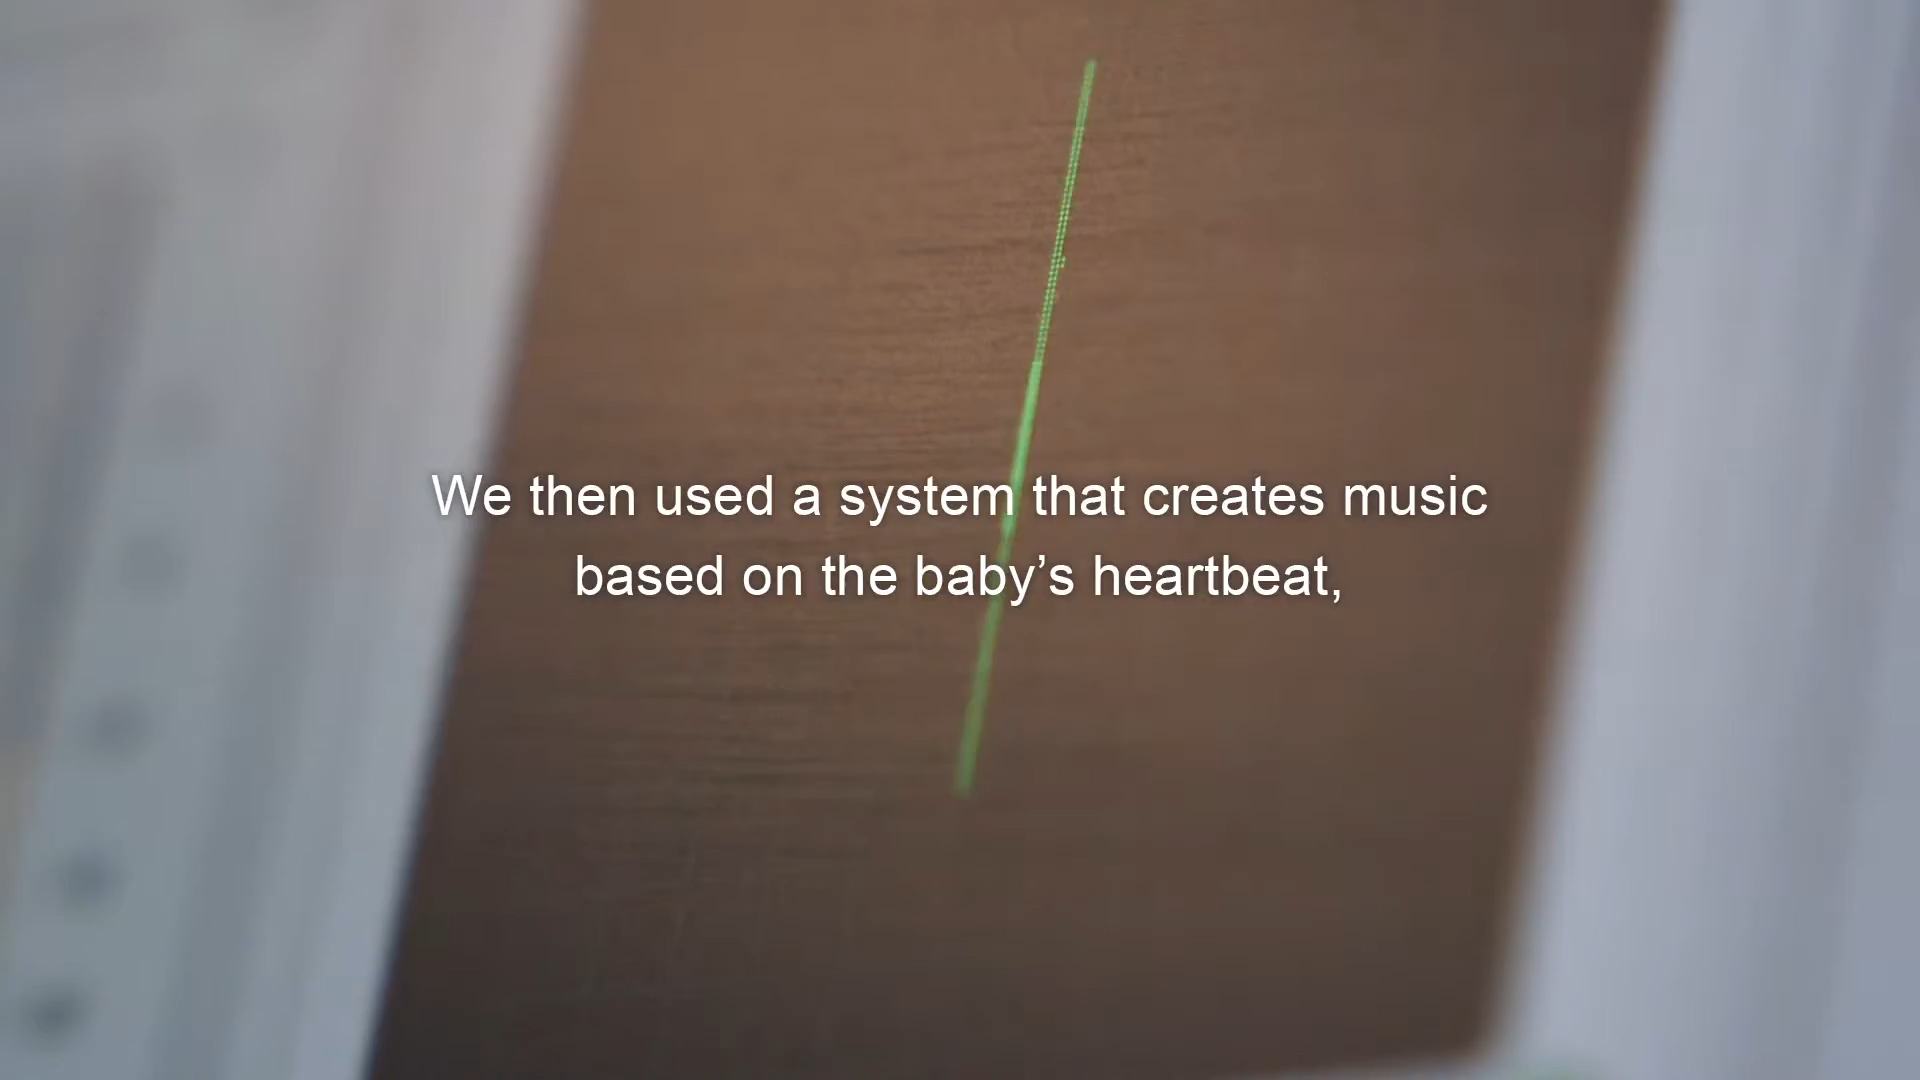 We then used a system that creates music
based on the baby’s heartbeat,